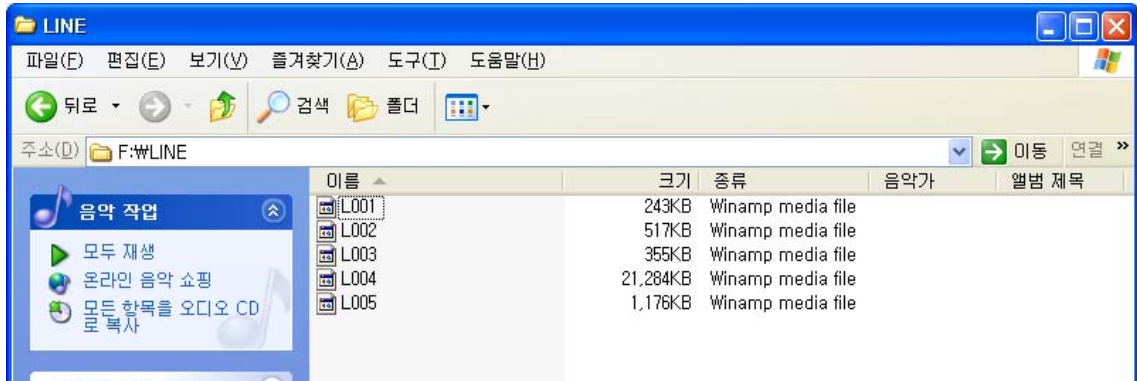 LINE
파일(F) 편집(E) 보기(V) 즐겨찾기(A) 도구(T) 도움말(H)
뒤로 검색 폴더
주소(D) F:₩LINE 이동 연결 »
이름 크기 종류 음악가 앨범 제목
음악 작업
모두 재생
온라인 음악 쇼핑
모든 항목을 오디오 CD
로 복사
L001 243KB Winamp media file
L002 517KB Winamp media file
L003 355KB Winamp media file
L004 21,284KB Winamp media file
L005 1,176KB Winamp media file